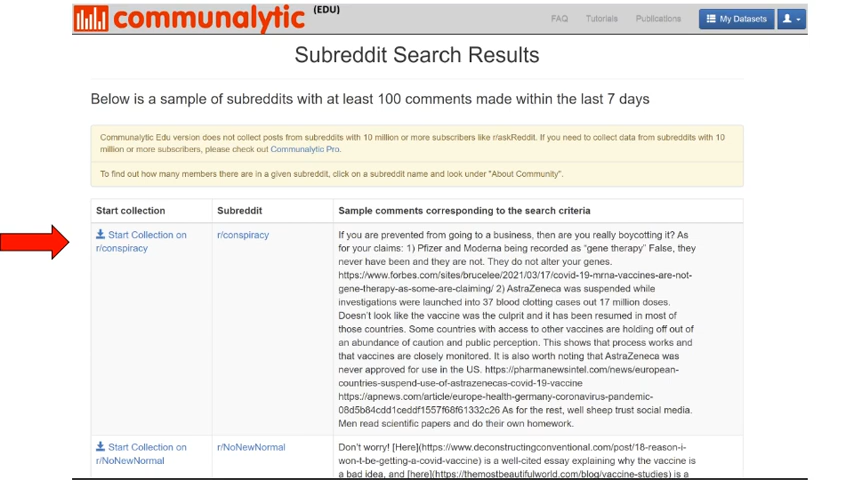 communalytic (EDU)
FAQ Tutorials Publications My Datasets
Subreddit Search Results
Below is a sample of subreddits with at least 100 comments made within the last 7 days
Communalytic Edu version does not collect posts from subreddits with 10 million or more subscribers like r/askReddit. If you need to collect data from subreddits with 10
million or more subscribers, please check out Communalytic Pro.
To find out how many members there are in a given subreddit, click on a subreddit name and look under "About Community".
Start collection Subreddit Sample comments corresponding to the search criteria
Start Collection on r/conspiracy If you are prevented from going to a business, then are you really boycotting it? As
r/conspiracy for your claims: 1) Pfizer and Moderna being recorded as “gene therapy” False, they
never have been and they are not. They do not alter your genes.
https://www.forbes.com/sites/brucelee/2021/03/17/covid-19-mrna-vaccines-are-not-
gene-therapy-as-some-are-claiming/ 2) AstraZeneca was suspended while
investigations were launched into 37 blood clotting cases out 17 million doses.
Doesn’t look like the vaccine was the culprit and it has been resumed in most of
those countries. Some countries with access to other vaccines are holding off out of
an abundance of caution and public perception. This shows that process works and
that vaccines are closely monitored. It is also worth noting that AstraZeneca was
never approved for use in the US. https://pharmanewsintel.com/news/european-
countries-suspend-use-of-astrazenecas-covid-19-vaccine
https://apnews.com/article/europe-health-germany-coronavirus-pandemic-
08d5b84cdd1ceddf1557f68f61332c26 As for the rest, well sheep trust social media.
Men read scientific papers and do their own homework.
Start Collection on r/NoNewNormal Don’t worry! [Here](https://www.deconstructingconventional.com/post/18-reason-i-
r/NoNewNormal won-t-be-getting-a-covid-vaccine) is a well-cited essay explaining why the vaccine is
a bad idea, and [here](https://themostbeautifulworld.com/blog/vaccine-studies) is a